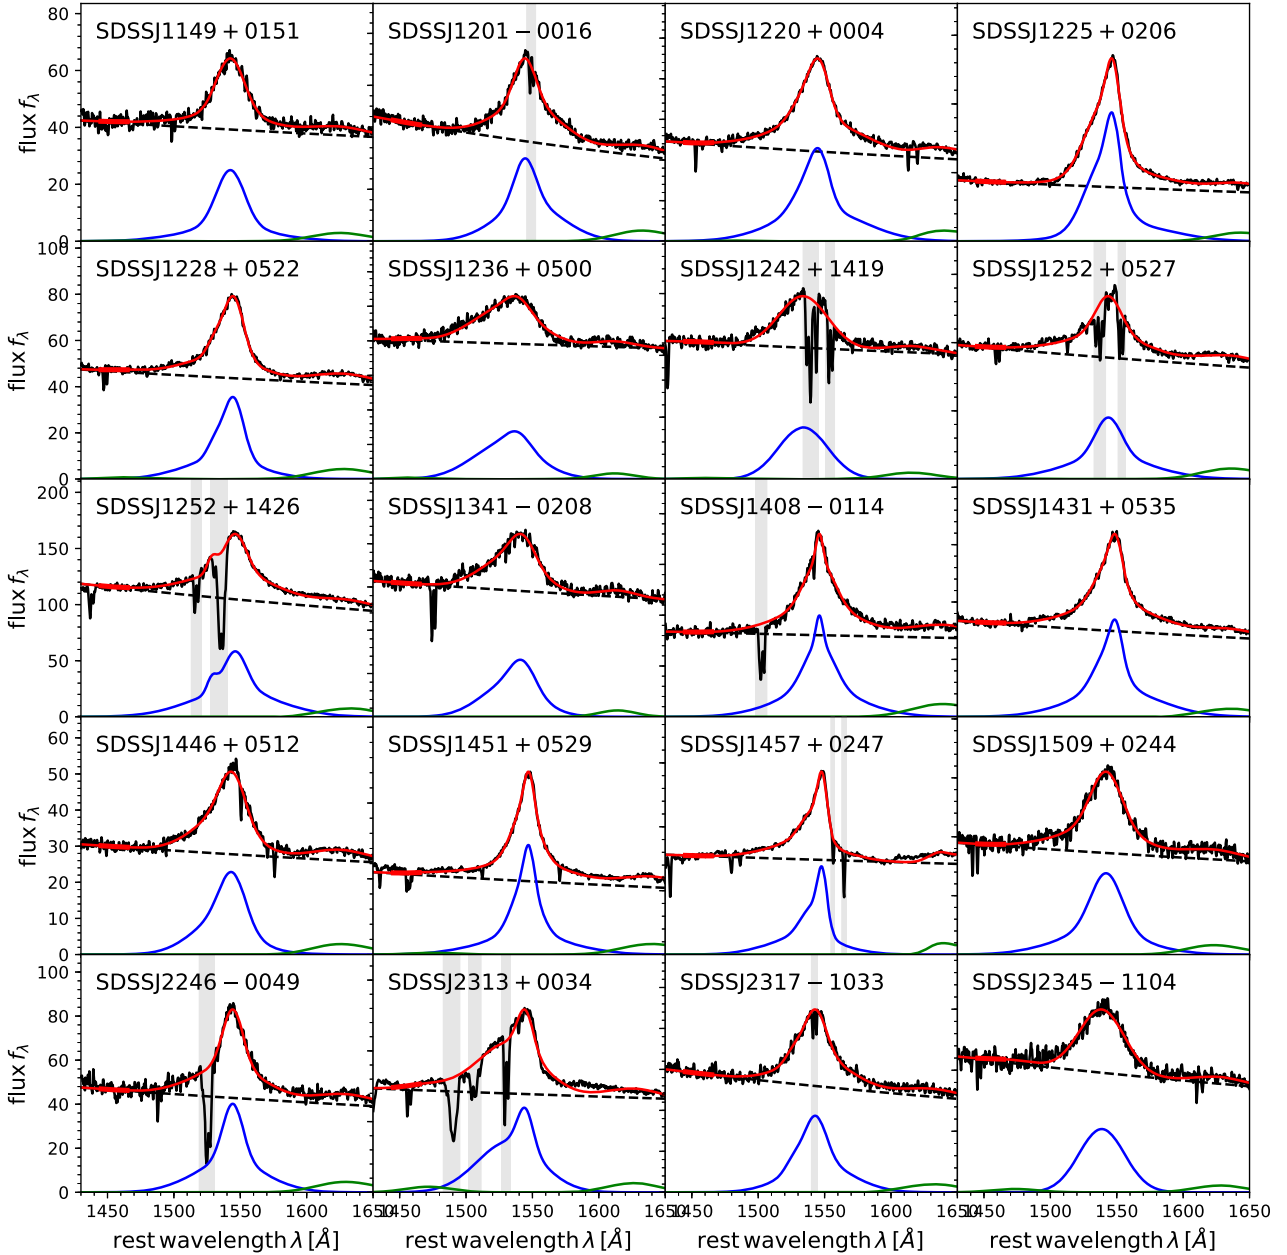 80
60
40
20
0
flux fλ
SDSSJ1149 + 0151
SDSSJ1201 − 0016
SDSSJ1220 + 0004
SDSSJ1225 + 0206
100
80
60
40
20
0
flux fλ
SDSSJ1228 + 0522
SDSSJ1236 + 0500
SDSSJ1242 + 1419
SDSSJ1252 + 0527
200
150
100
50
0
flux fλ
SDSSJ1252 + 1426
SDSSJ1341 − 0208
SDSSJ1408 − 0114
SDSSJ1431 + 0535
60
50
40
30
20
10
0
flux fλ
SDSSJ1446 + 0512
SDSSJ1451 + 0529
SDSSJ1457 + 0247
SDSSJ1509 + 0244
100
80
60
40
20
0
flux fλ
SDSSJ2246 − 0049
SDSSJ2313 + 0034
SDSSJ2317 − 1033
SDSSJ2345 − 1104
1450 1500 1550 1600 1650 1450 1500 1550 1600 1650 1450 1500 1550 1600 1650 1450 1500 1550 1600 1650
rest wavelength λ [Å] rest wavelength λ [Å] rest wavelength λ [Å] rest wavelength λ [Å]